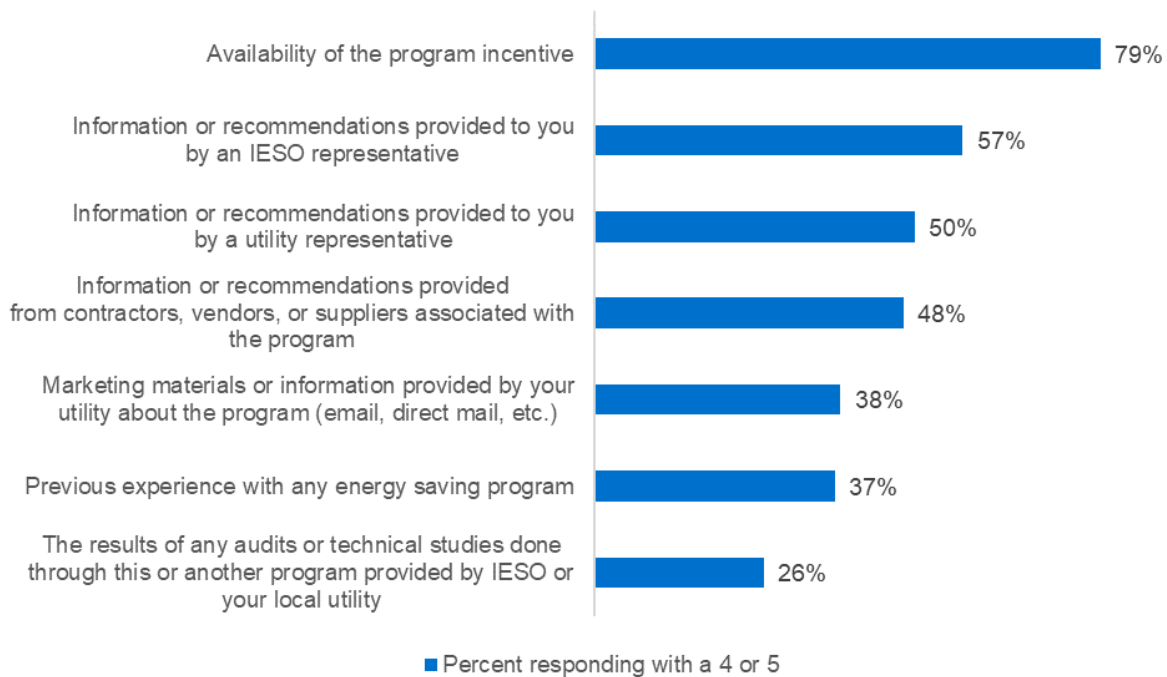 Availability of the program incentive
79%
Information or recommendations provided to you
by an IESO representative
57%
Information or recommendations provided to you
by a utility representative
50%
Information or recommendations provided
from contractors, vendors, or suppliers associated with
the program
48%
Marketing materials or information provided by your
utility about the program (email, direct mail, etc.)
38%
Previous experience with any energy saving program
37%
The results of any audits or technical studies done
through this or another program provided by IESO or
your local utility
26%
Percent responding with a 4 or 5